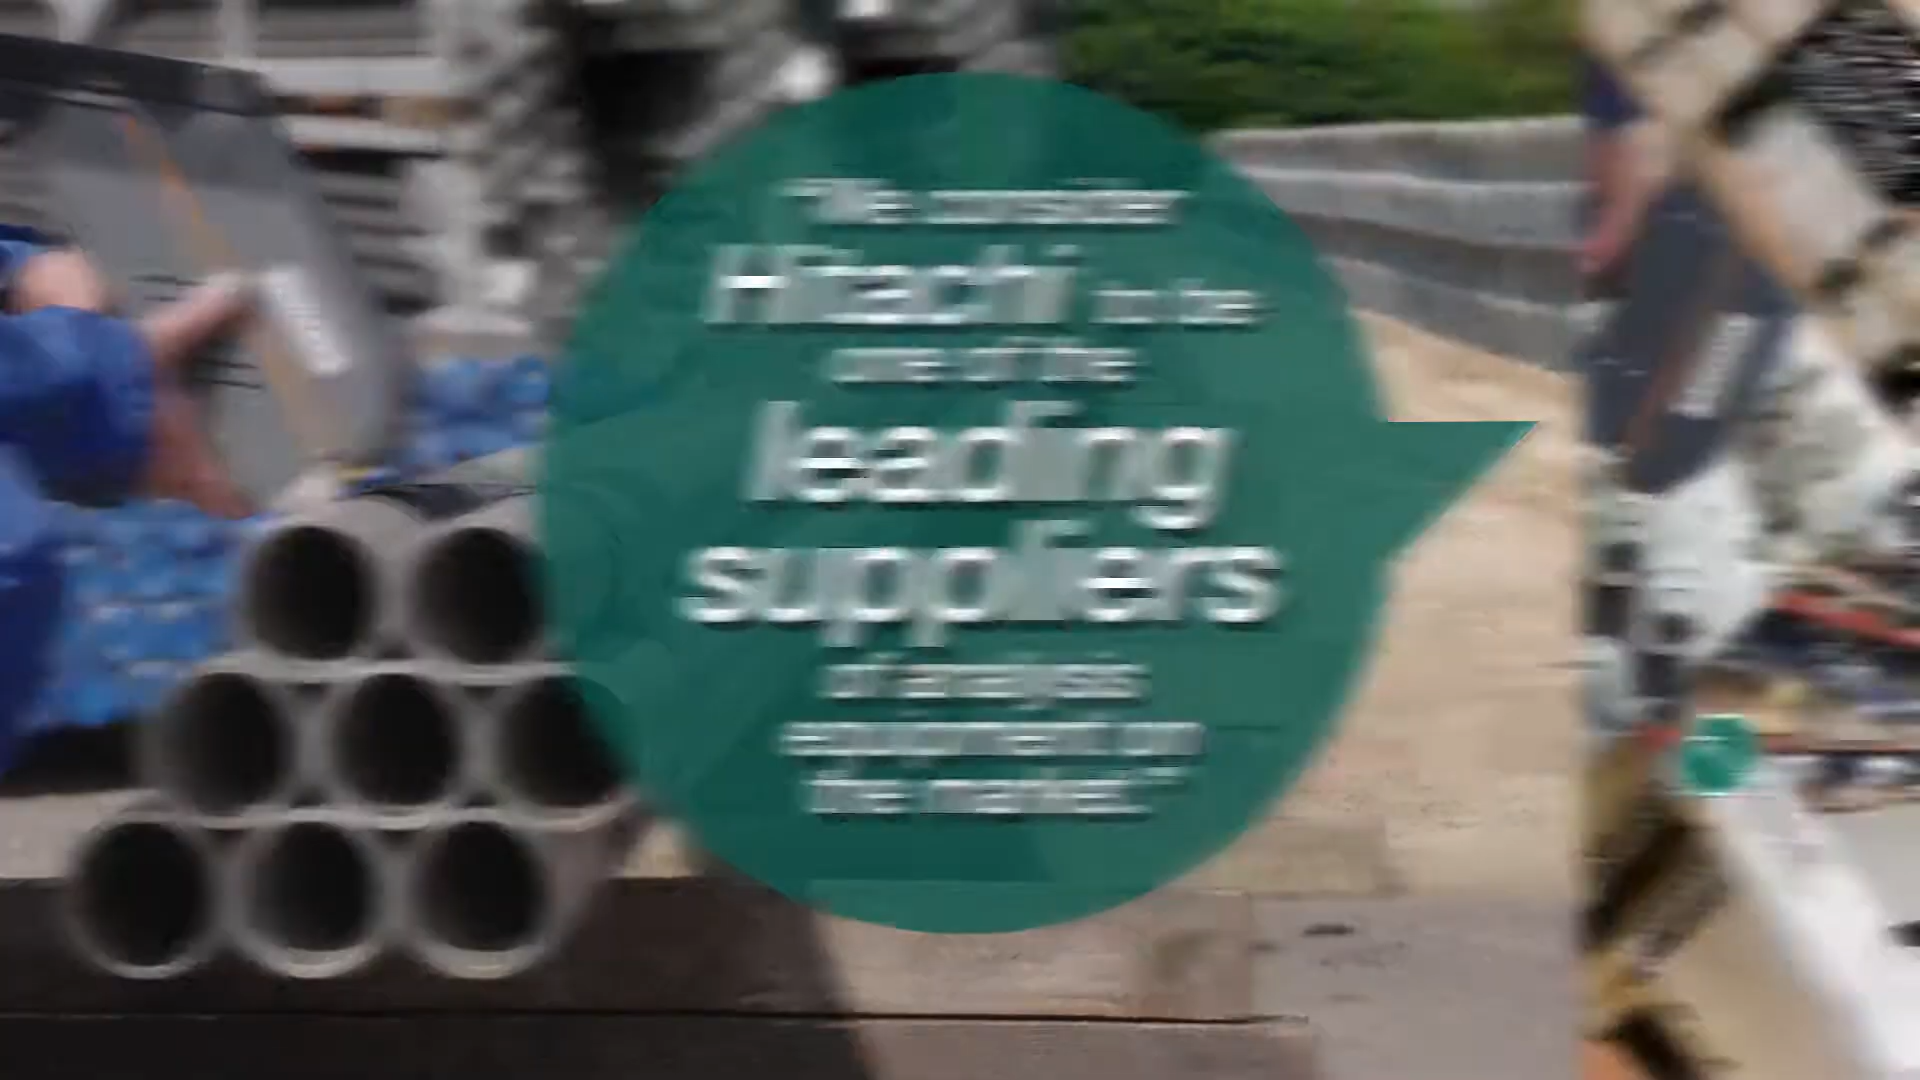 "We consider
Hitachi to be
one of the
leading
suppliers
of analysis
equipment on
the market."